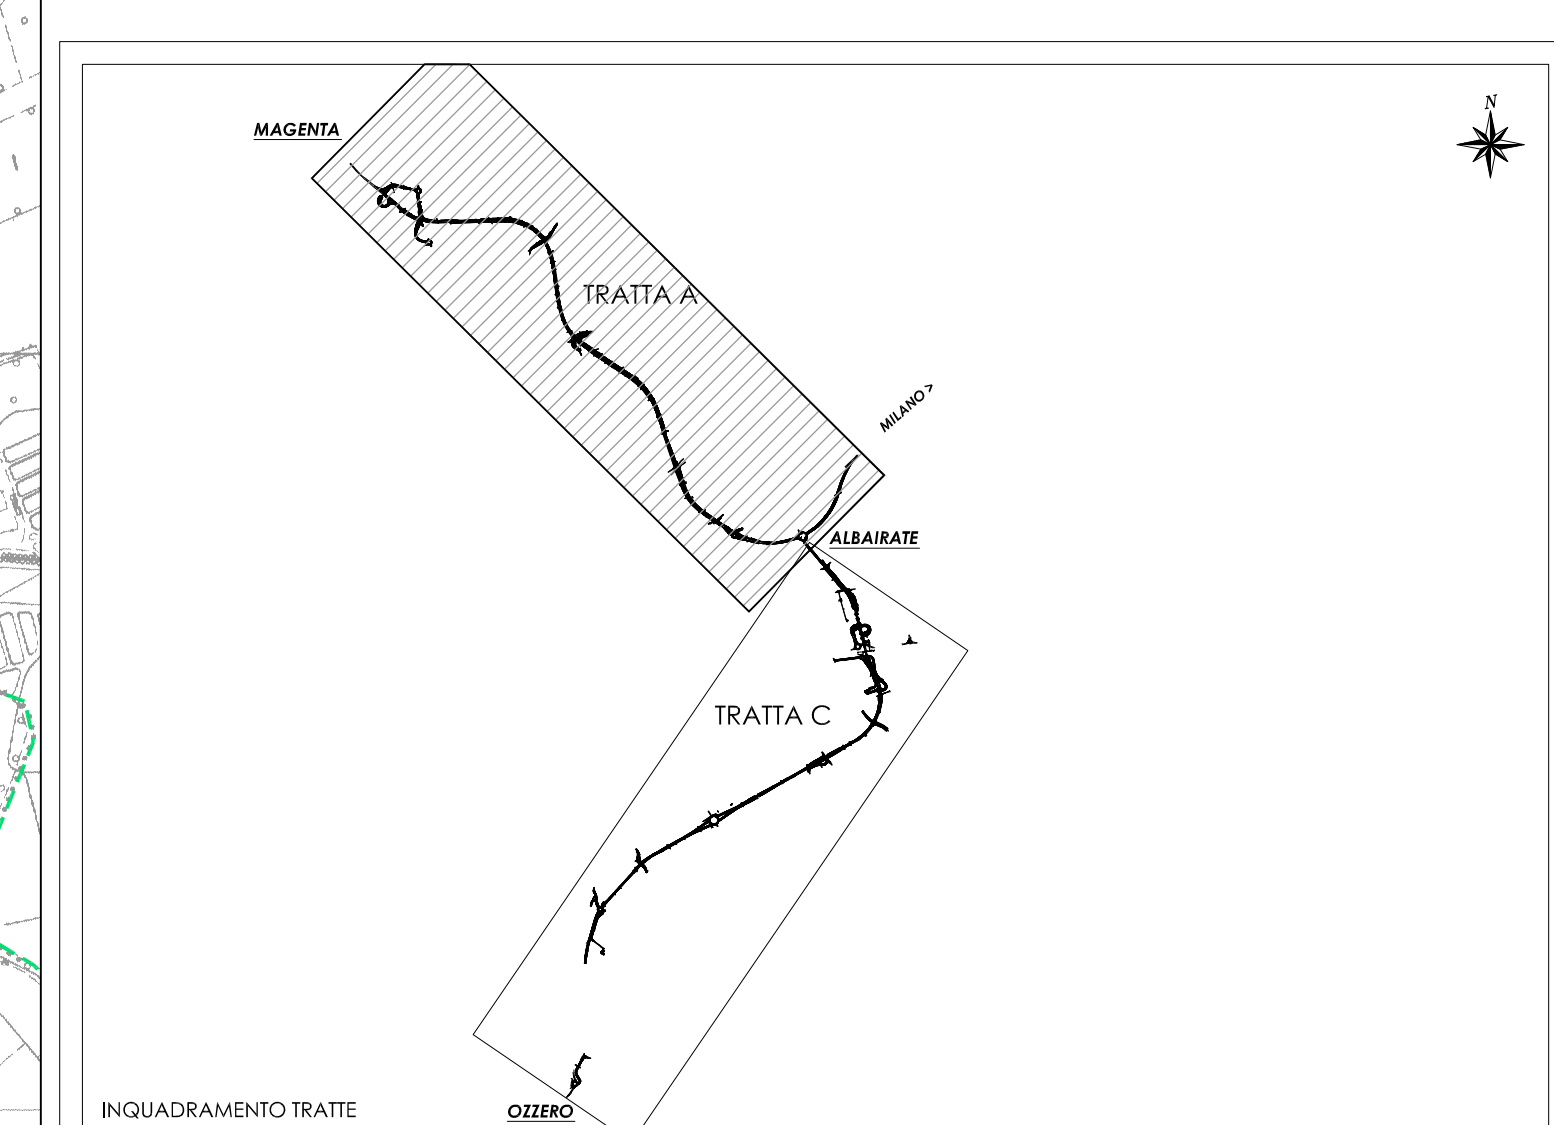 N
MAGENTA
TRATTA A
MILANO >
ALBAIRATE
TRATTA C
INQUADRAMENTO TRATTE
OZZERO